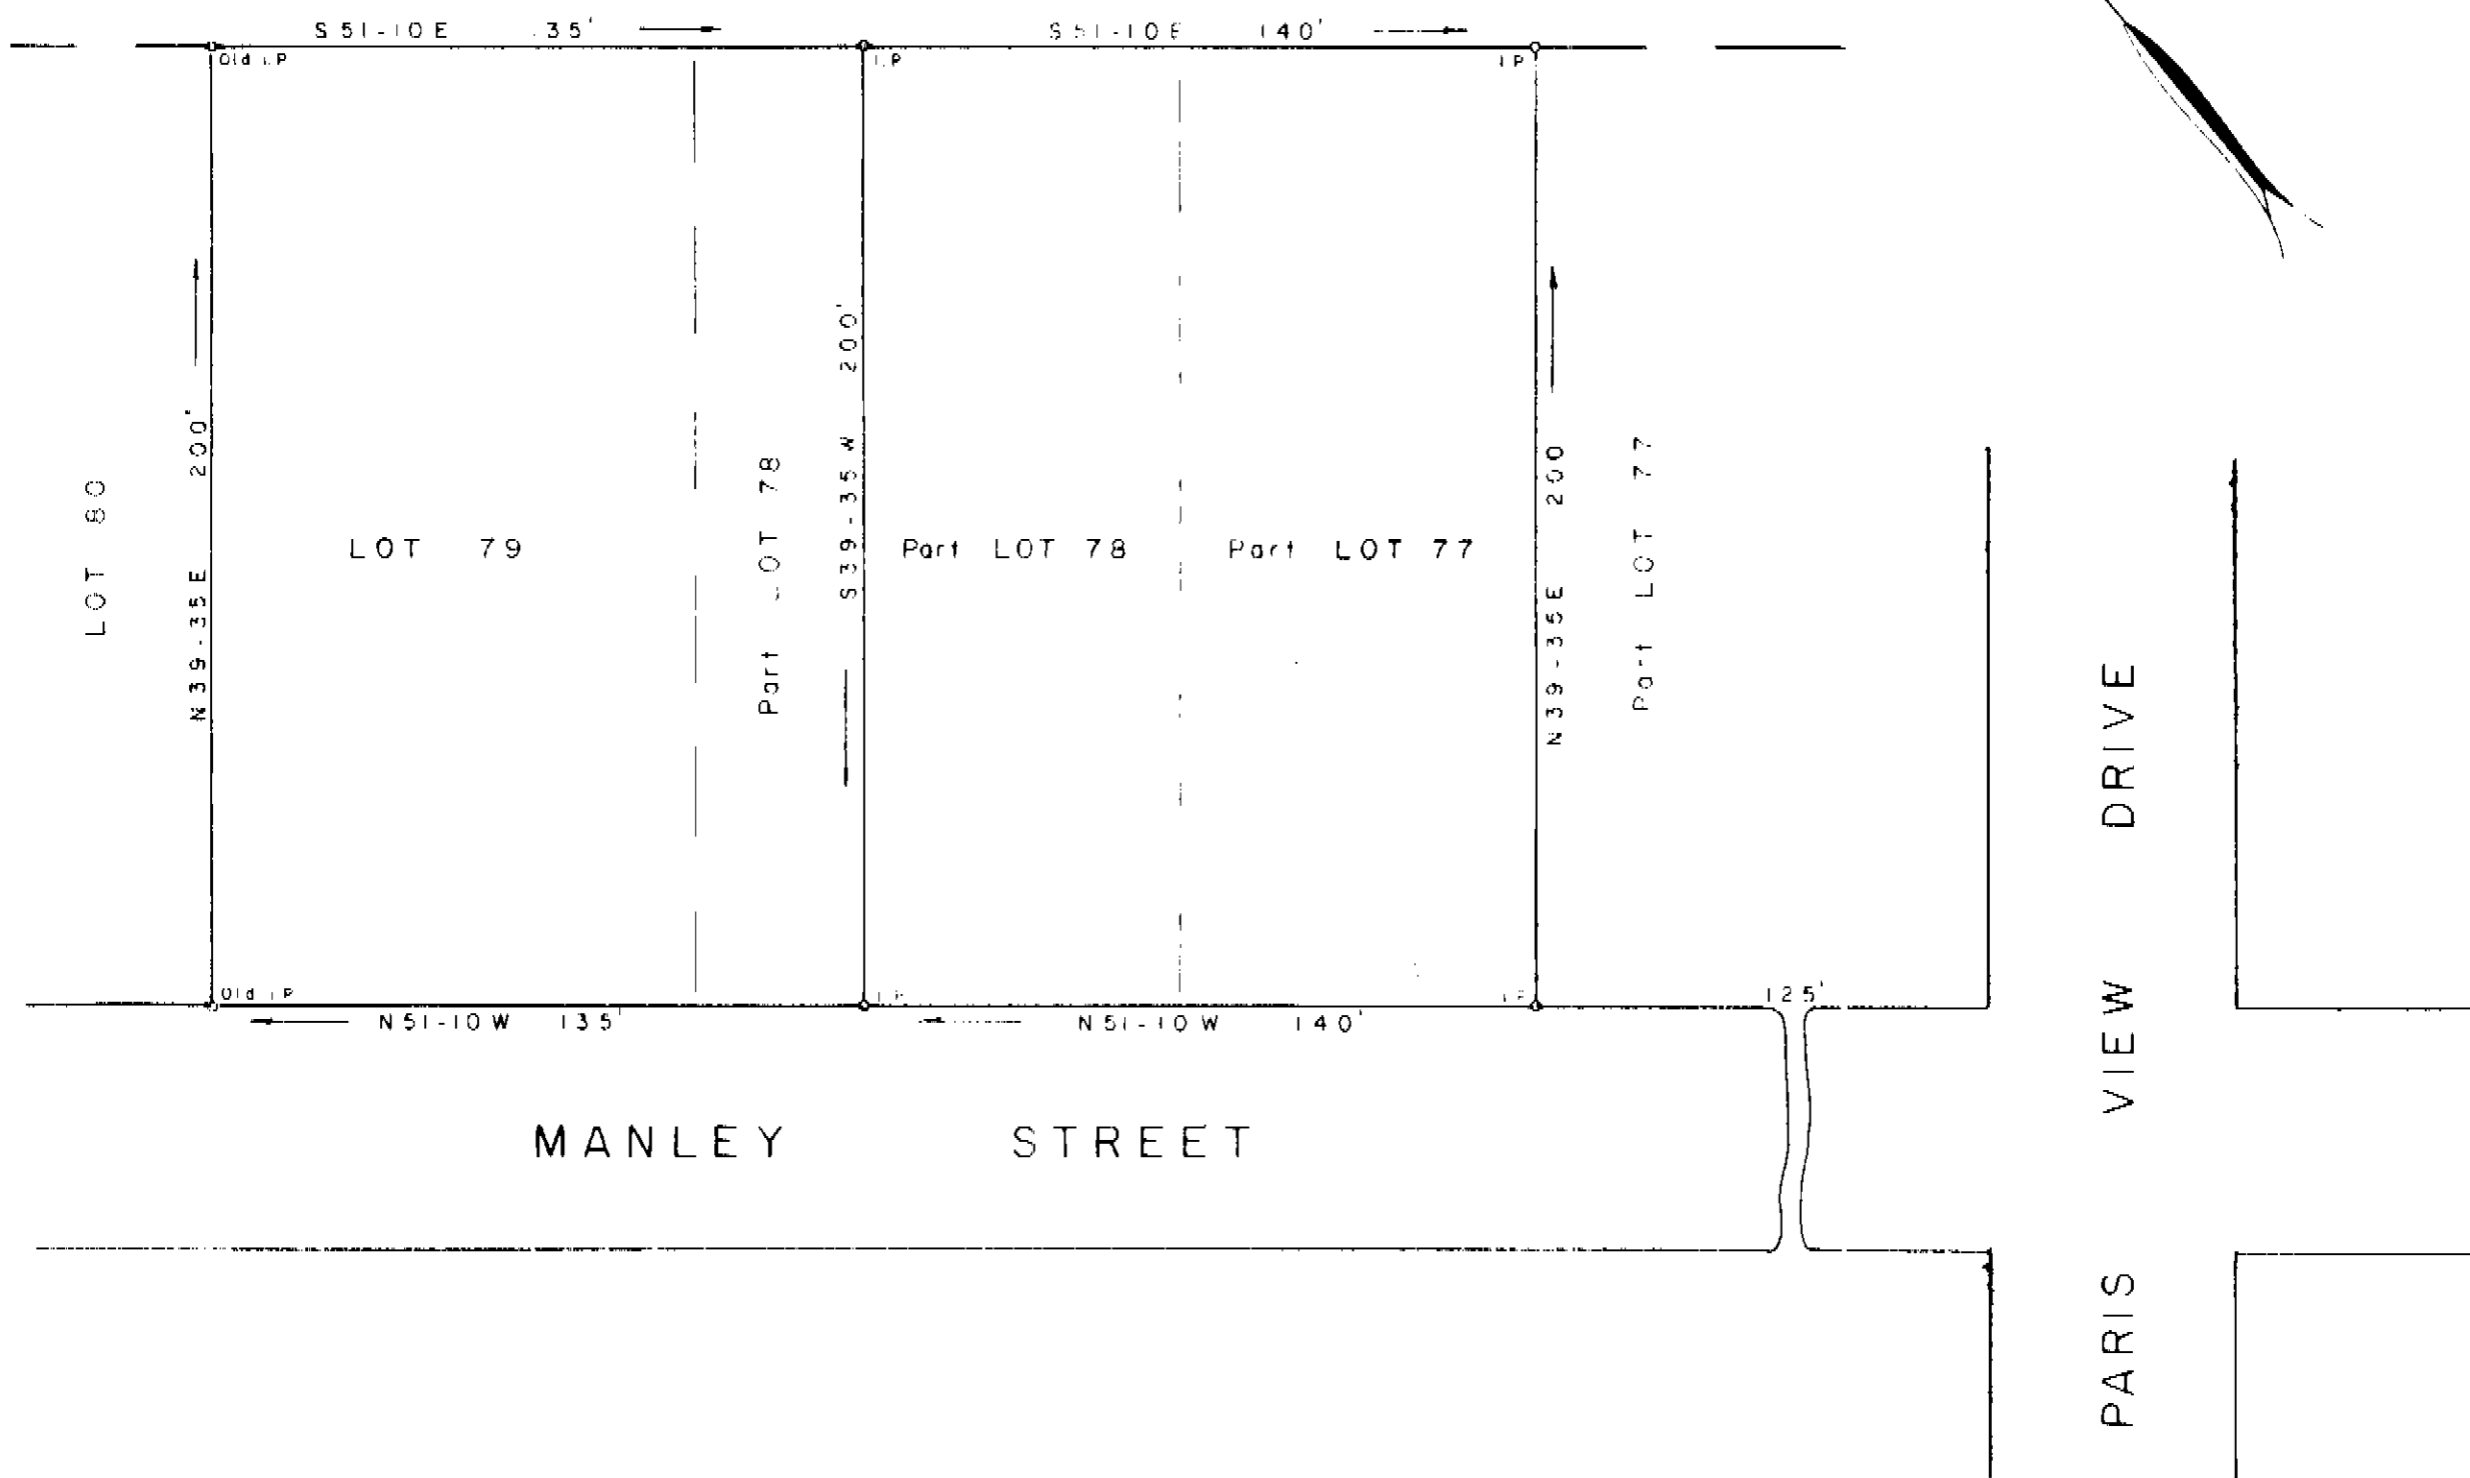 S 51-10 E 35'
S 51-10 E 140'
Old I.P
I.P
I P
LOT 80
N 39-35 E 200'
LOT 79
Part LOT 78
S 39-35 W 200'
Part LOT 78
Part LOT 77
N 39-35 E 200
Part LOT 77
Old I P
I.P
I P
125'
N 51-10 W 135'
N 51-10 W 140'
MANLEY STREET
PARIS VIEW DRIVE